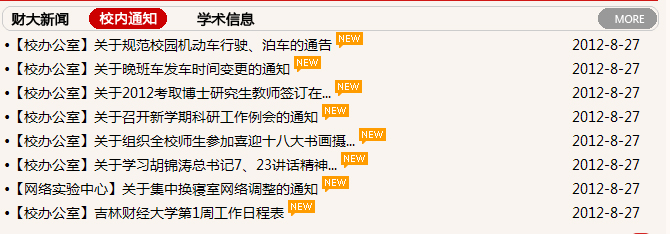 财大新闻 校内通知 学术信息 MORE
•【校办公室】关于规范校园机动车行驶、泊车的通告 NEW 2012-8-27
•【校办公室】关于晚班车发车时间变更的通知 NEW 2012-8-27
•【校办公室】关于2012考取博士研究生教师签订在... NEW 2012-8-27
•【校办公室】关于召开新学期科研工作例会的通知 NEW 2012-8-27
•【校办公室】关于组织全校师生参加喜迎十八大书画摄... NEW 2012-8-27
•【校办公室】关于学习胡锦涛总书记7、23讲话精神... NEW 2012-8-27
•【网络实验中心】关于集中换寝室网络调整的通知 NEW 2012-8-27
•【校办公室】吉林财经大学第1周工作日程表 NEW 2012-8-27